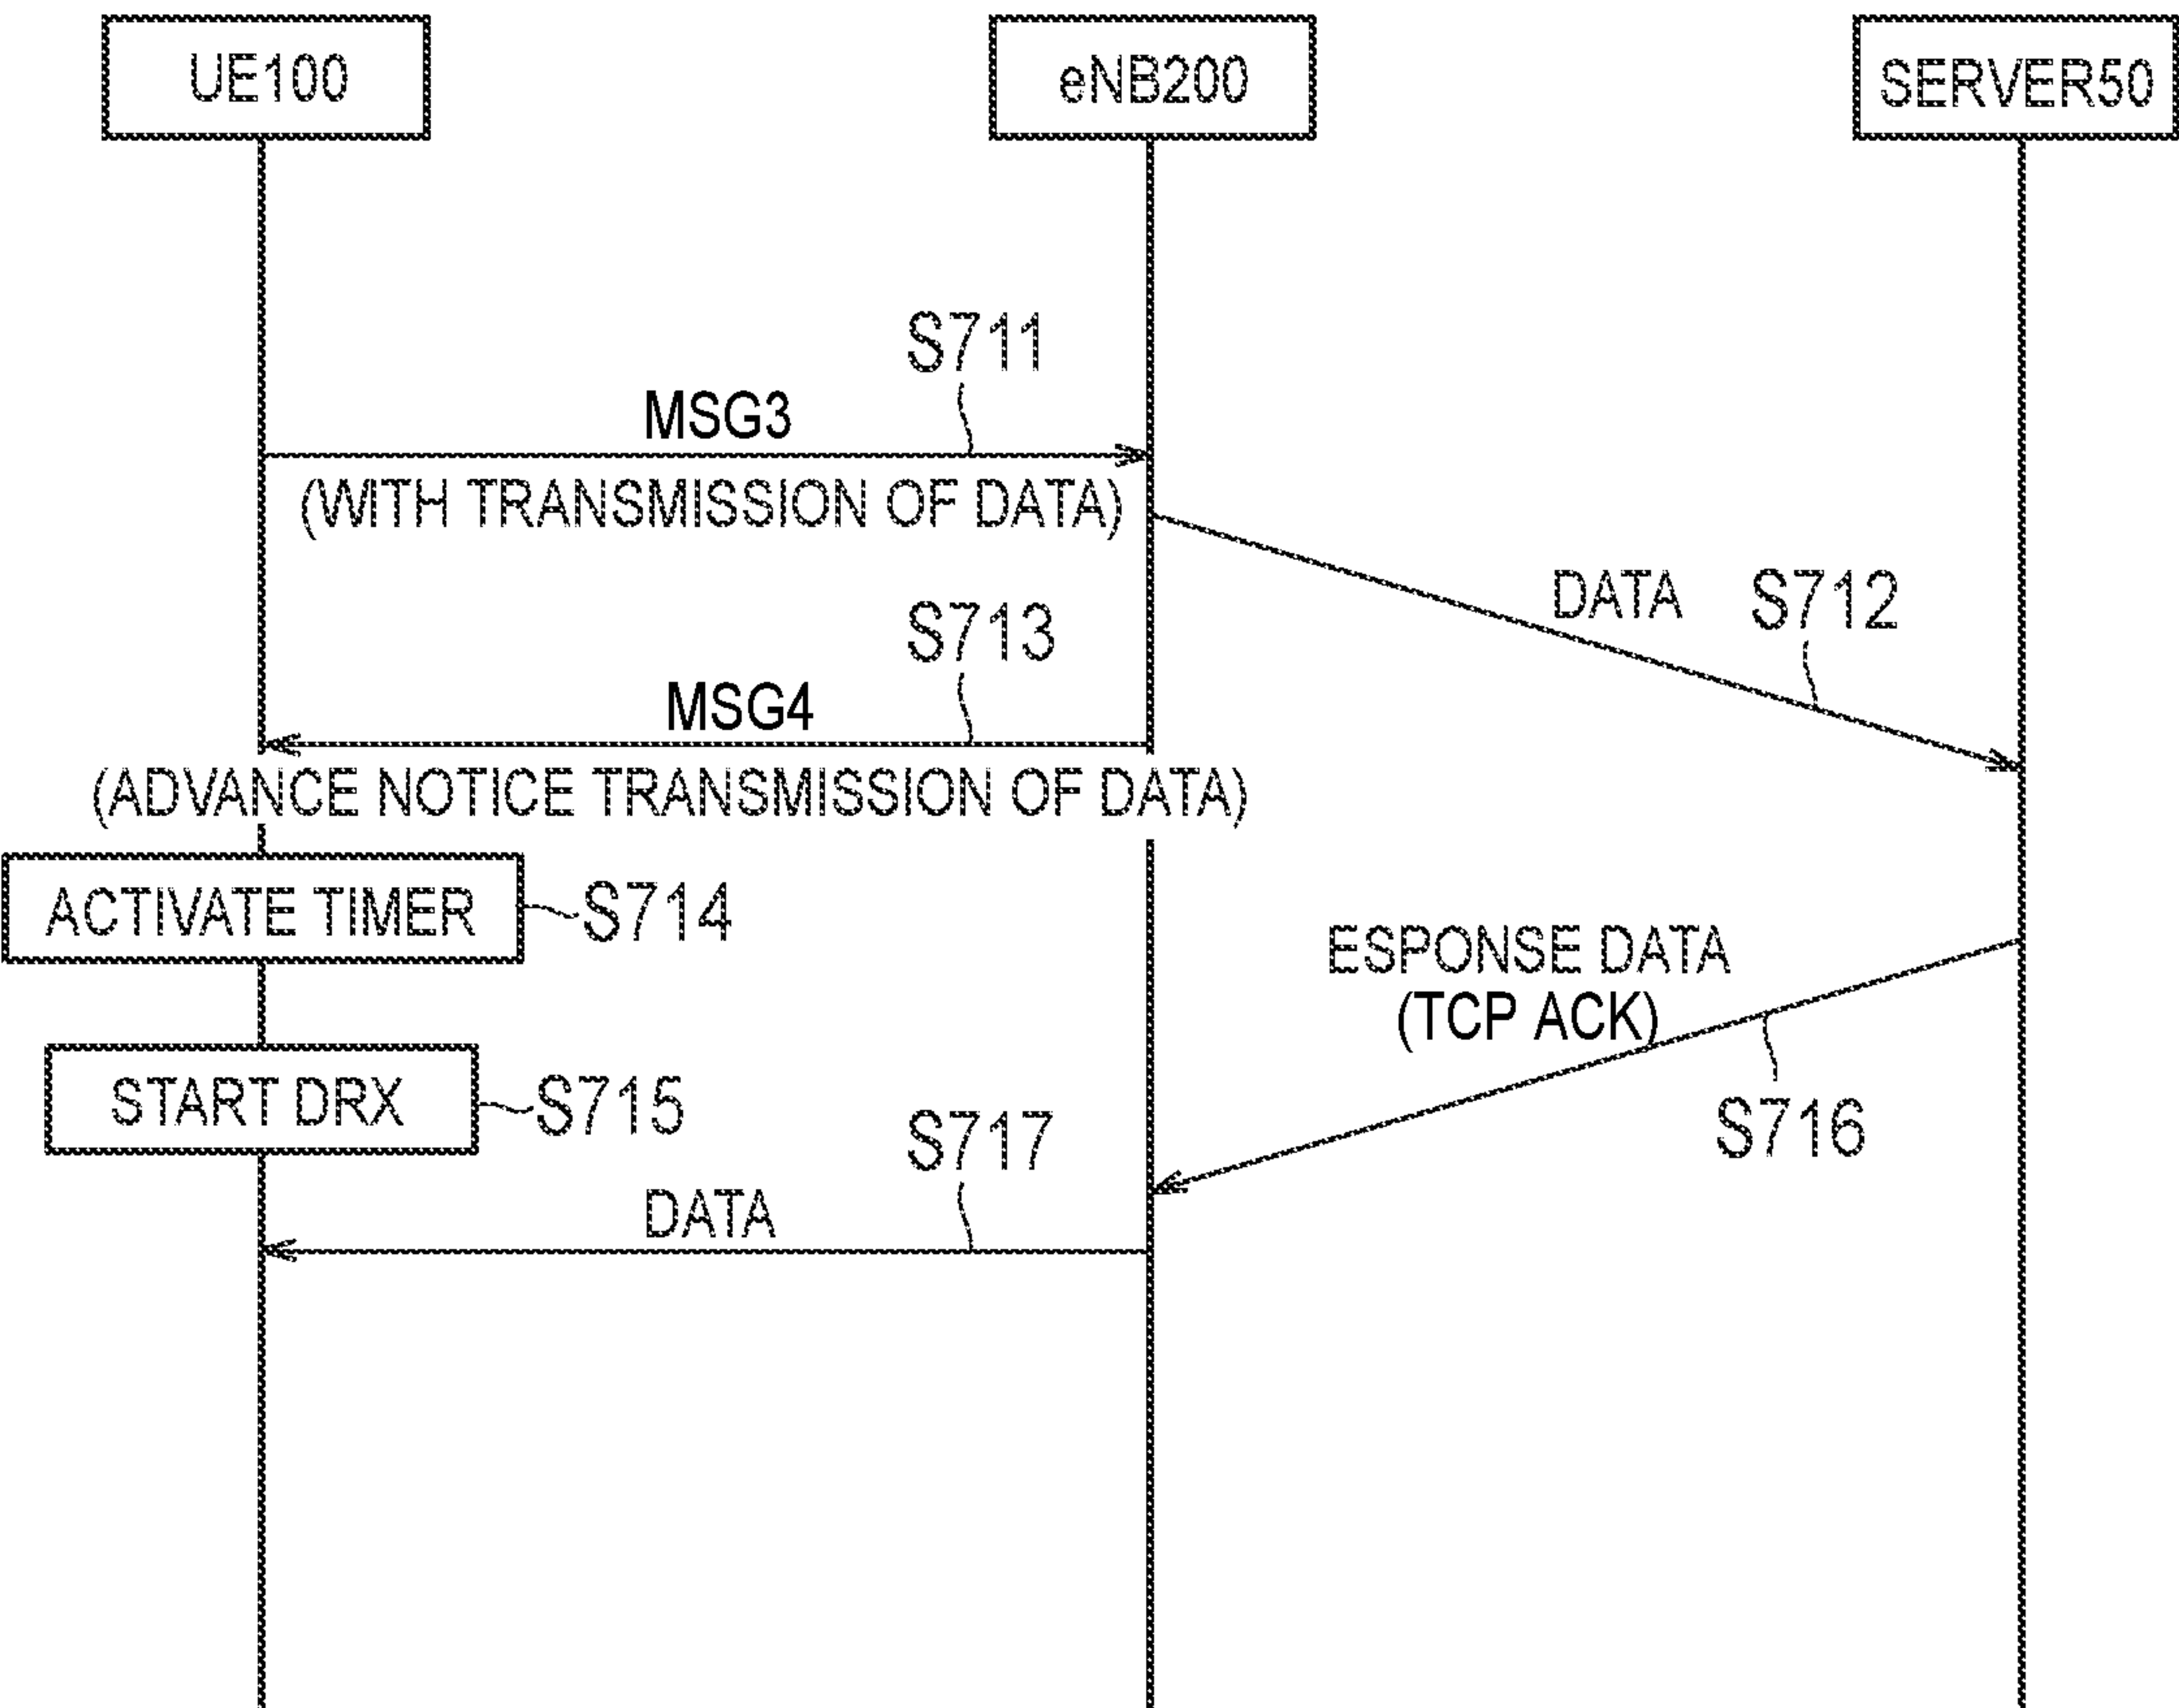 UE100
eNB200
SERVER50
S711
MSG3
(WITH TRANSMISSION OF DATA)
DATA
S712
S713
MSG4
(ADVANCE NOTICE TRANSMISSION OF DATA)
ACTIVATE TIMER
S714
ESPONSE DATA
(TCP ACK)
START DRX
S715
S716
S717
DATA